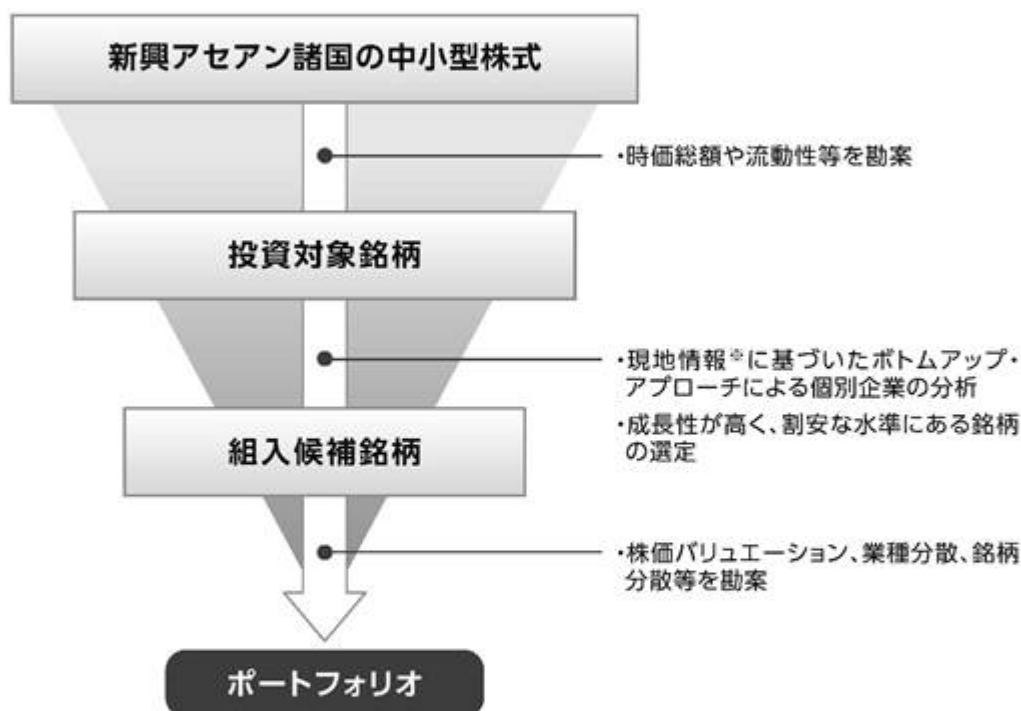 新興アセアン諸国の中小型株式
・時価総額や流動性等を勘案
投資対象銘柄
・現地情報※に基づいたボトムアップ・
アプローチによる個別企業の分析
・成長性が高く、割安な水準にある銘柄
の選定
組入候補銘柄
・株価バリュエーション、業種分散、銘柄
分散等を勘案
ポートフォリオ